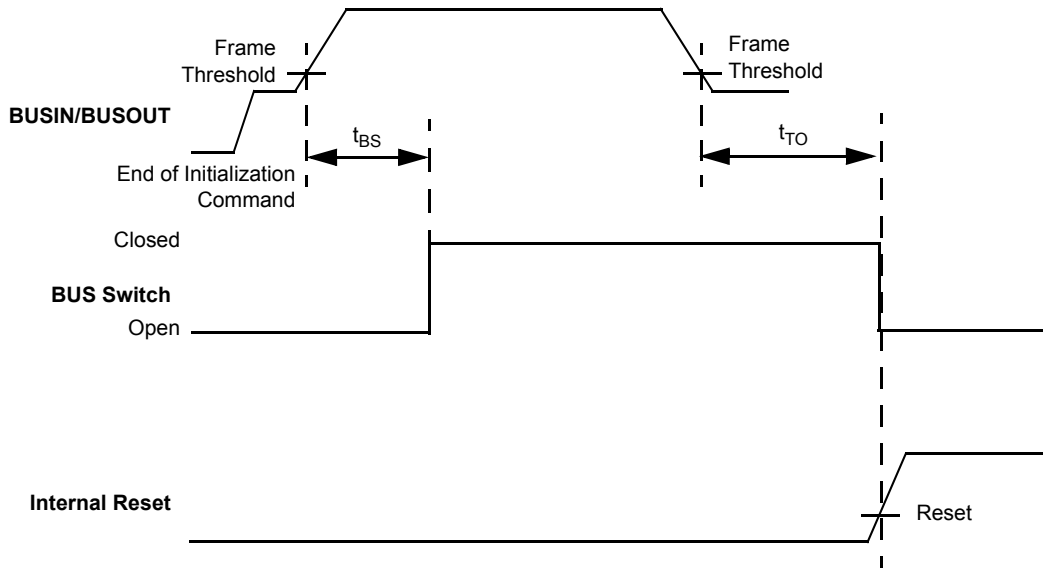 Frame
Threshold
Frame
Threshold
BUSIN/BUSOUT
tBS
tTO
End of Initialization
Command
Closed
BUS Switch
Open
Internal Reset
Reset